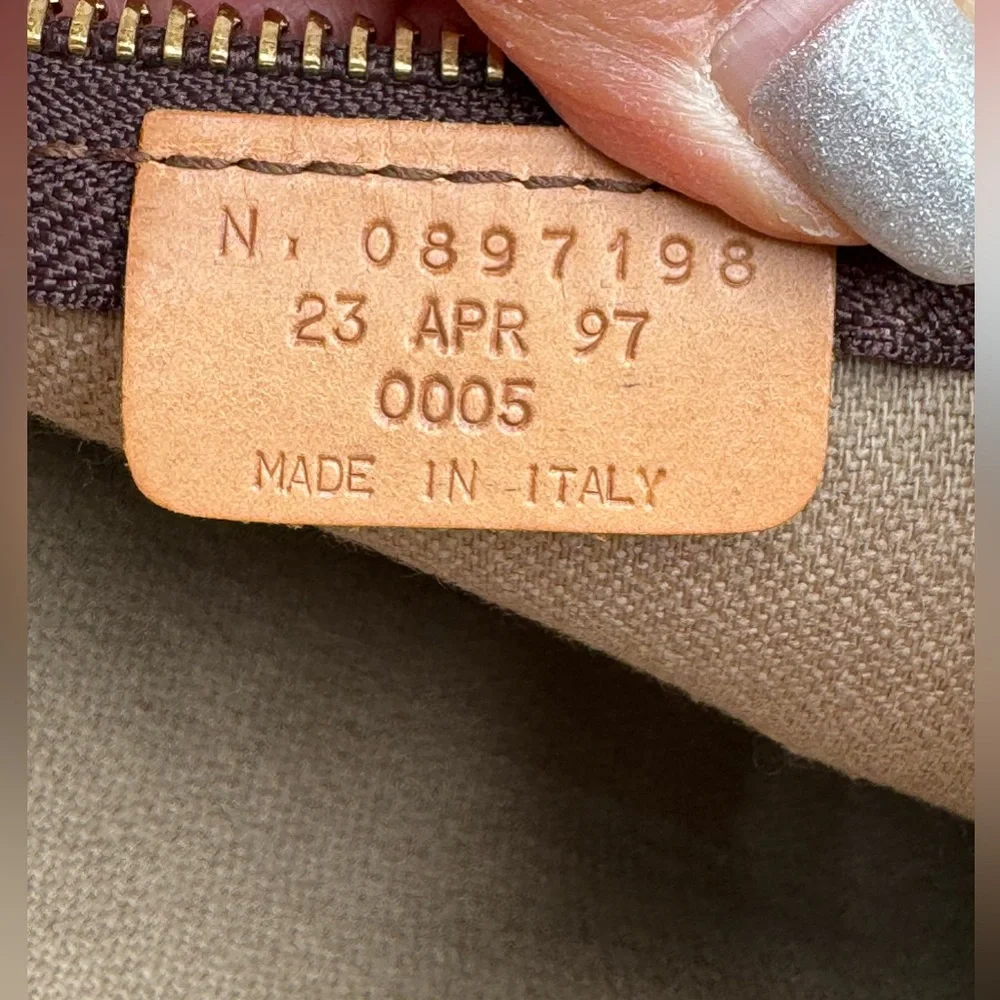 N. 0897198
23 APR 97
0005
MADE IN ITALY